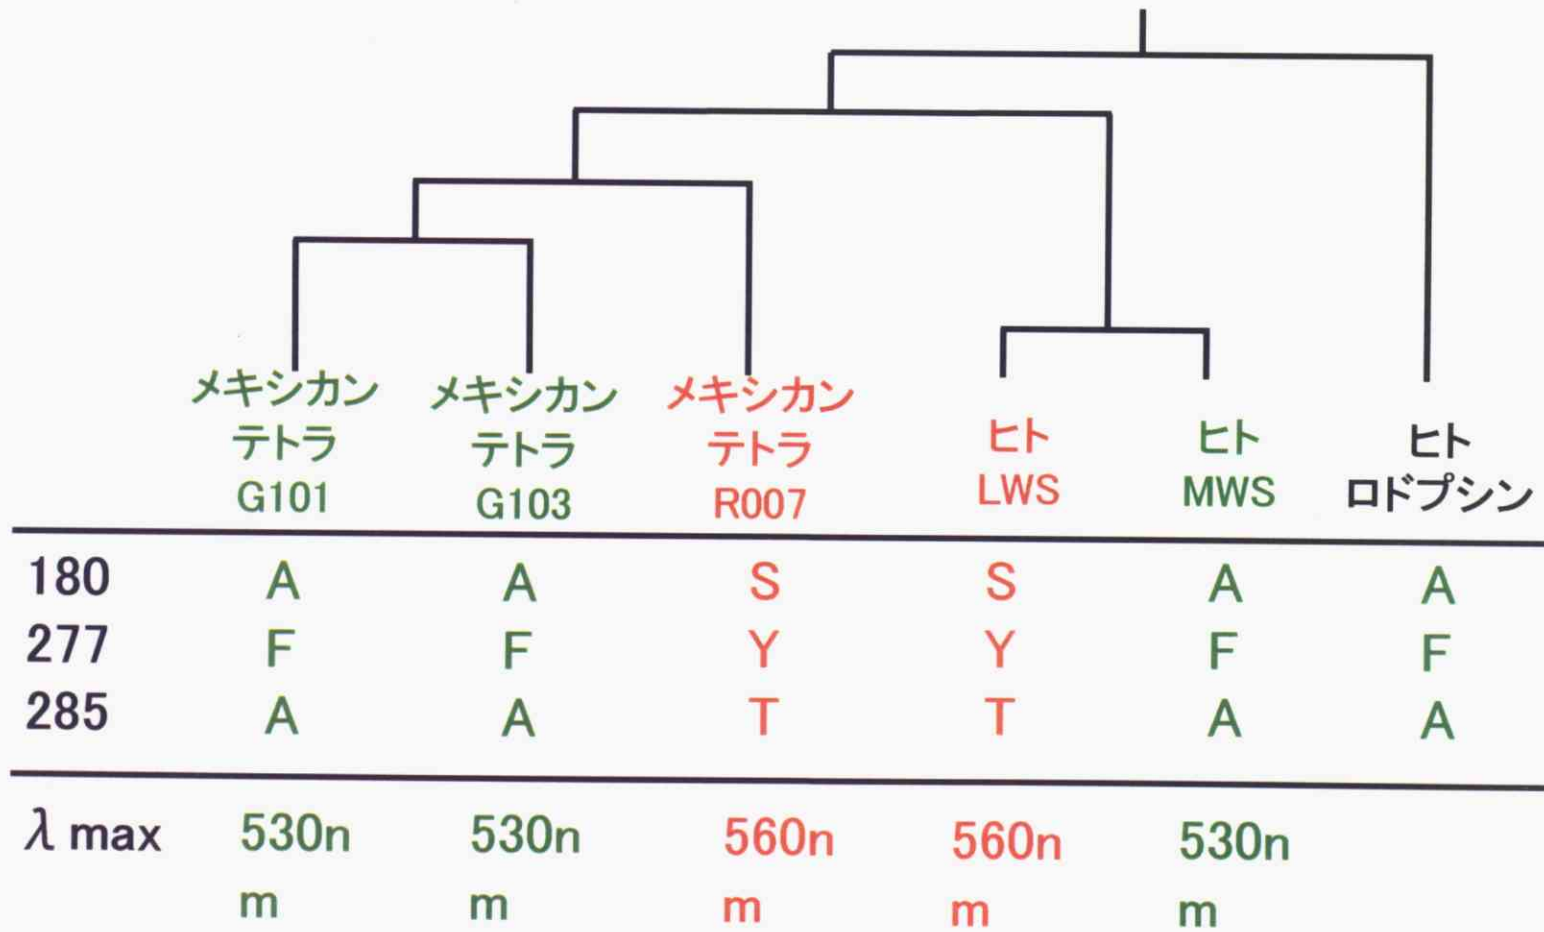 メキシカン メキシカン メキシカン
テトラ テトラ テトラ ヒト ヒト ヒト
G101 G103 R007 LWS MWS ロドプシン
180 A A S S A A
277 F F Y Y F F
285 A A T T A A
λ max 530n 530n 560n 560n 530n
m m m m m